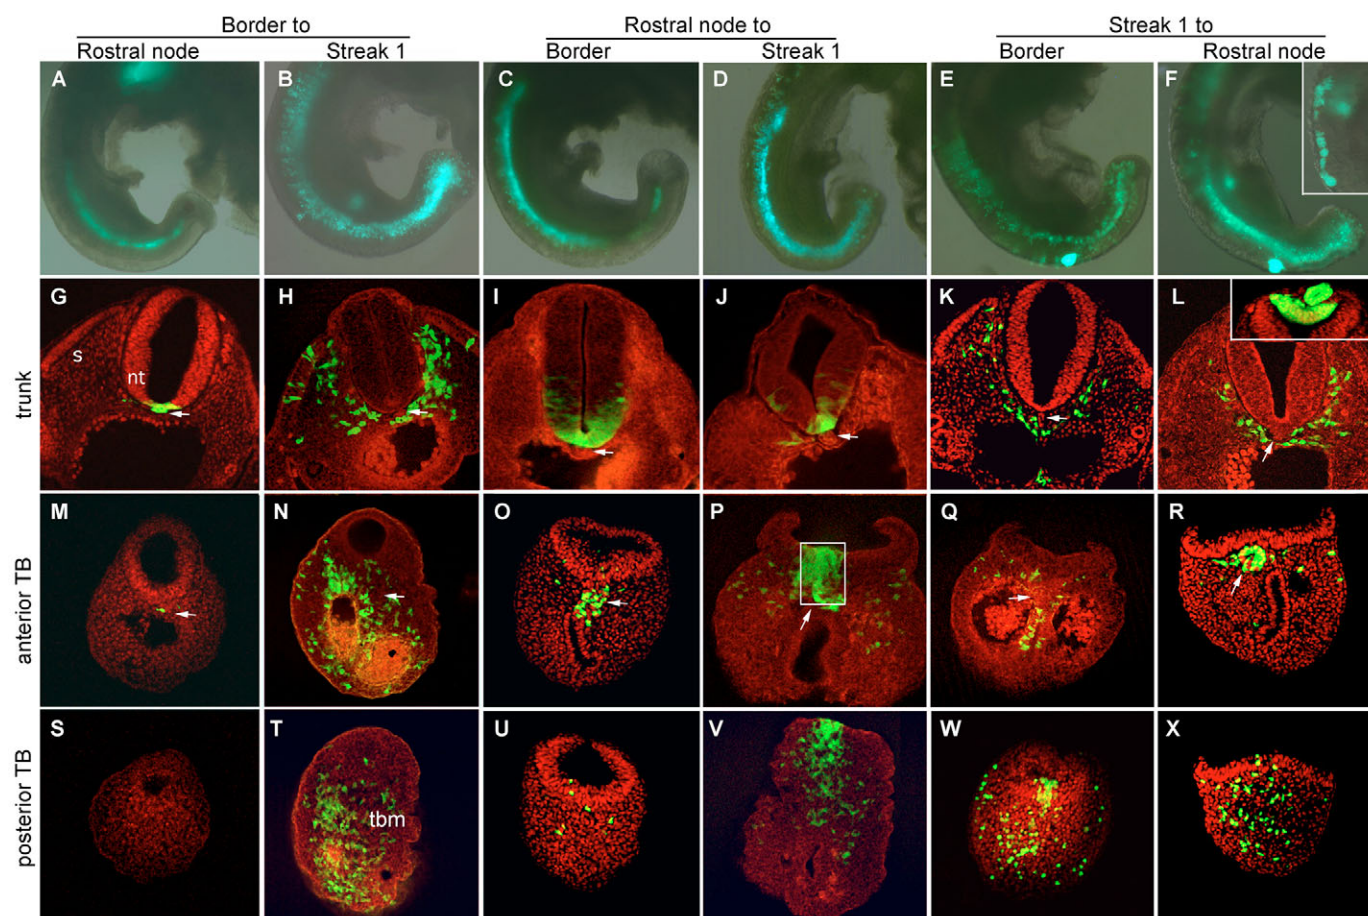 Border to Rostral node to Streak 1 to
Rostral node Streak 1 Border Streak 1 Border Rostral node
A B C D E F
G H I J K L
s nt
trunk
M N O P Q R
anterior TB
S T U V W X
tbm
posterior TB